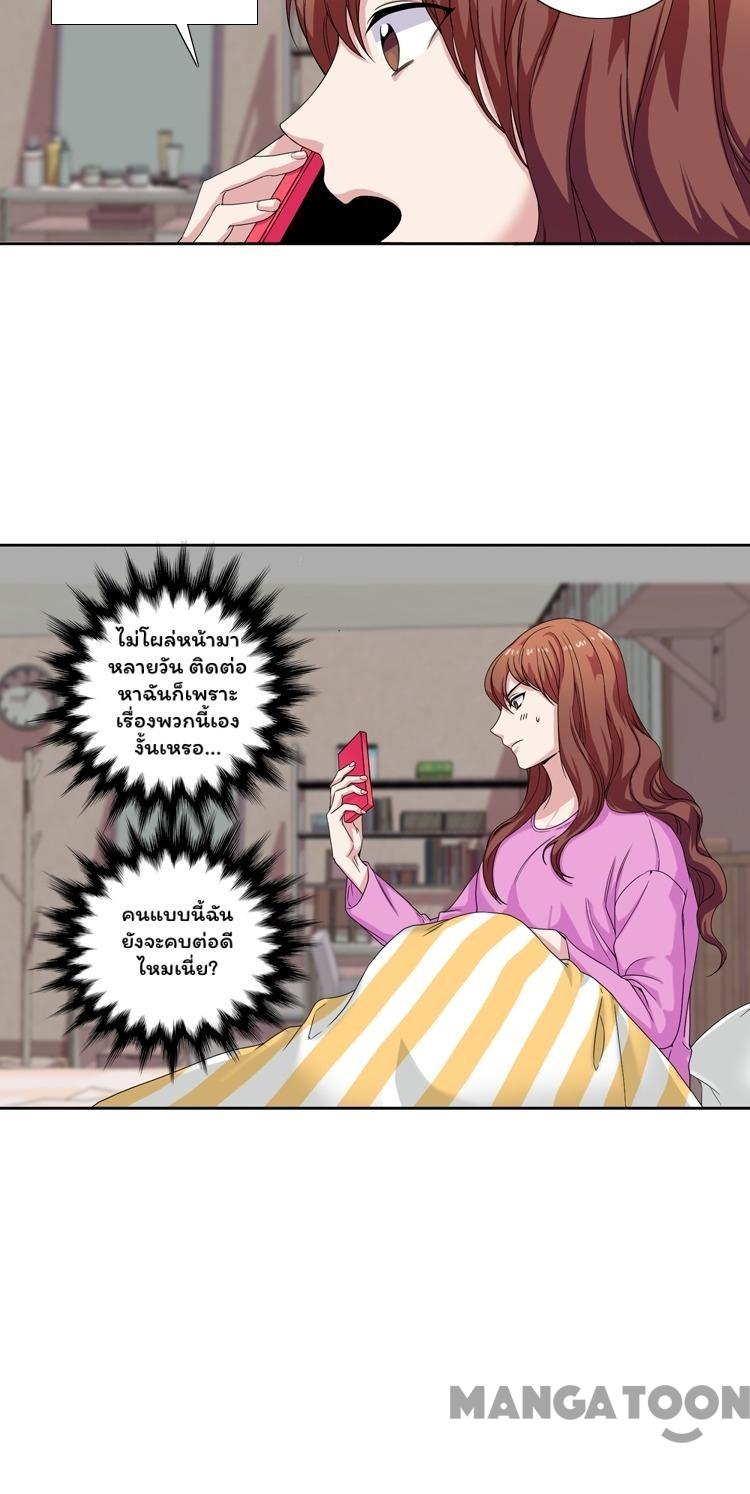 ไม่โผล่หน้ามา
หลายวัน ติดต่อ
หาฉันก็เพราะ
เรื่องพวกนี้เอง
งั้นเหรอ...
คนแบบนี้ฉัน
ยังจะคบต่อดี
ไหมเนี่ย?
MANGATOON